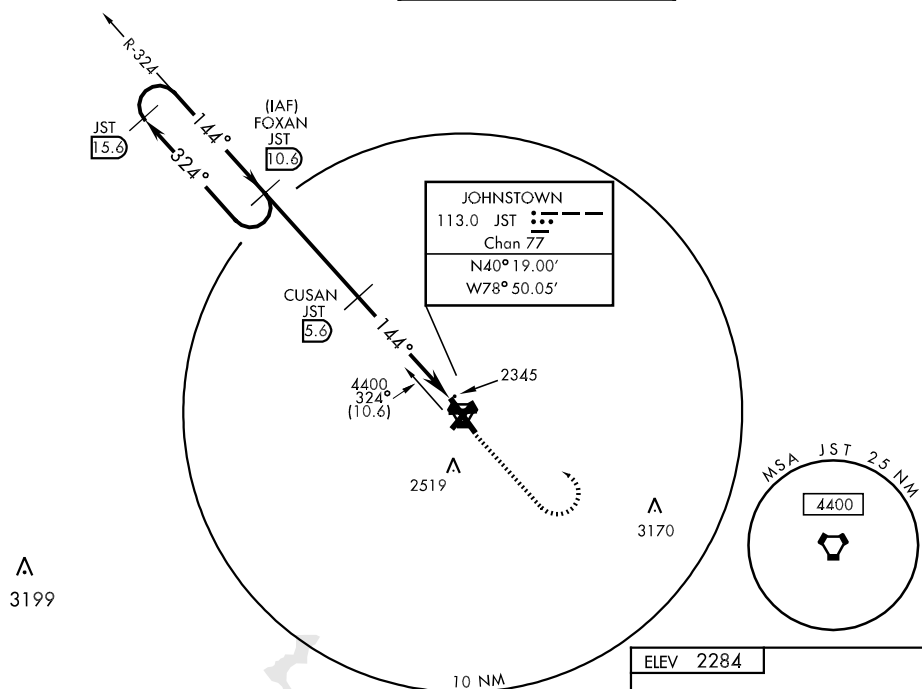 R-324
144°
324°
JST
15.6
(IAF)
FOXAN
JST
10.6
JOHNSTOWN
113.0 JST
Chan 77
N40° 19.00'
W78° 50.05'
CUSAN
JST
5.6
144°
4400
324°
(10.6)
2345
2519
3170
3199
MSA JST 25 NM
4400
10 NM
ELEV 2284